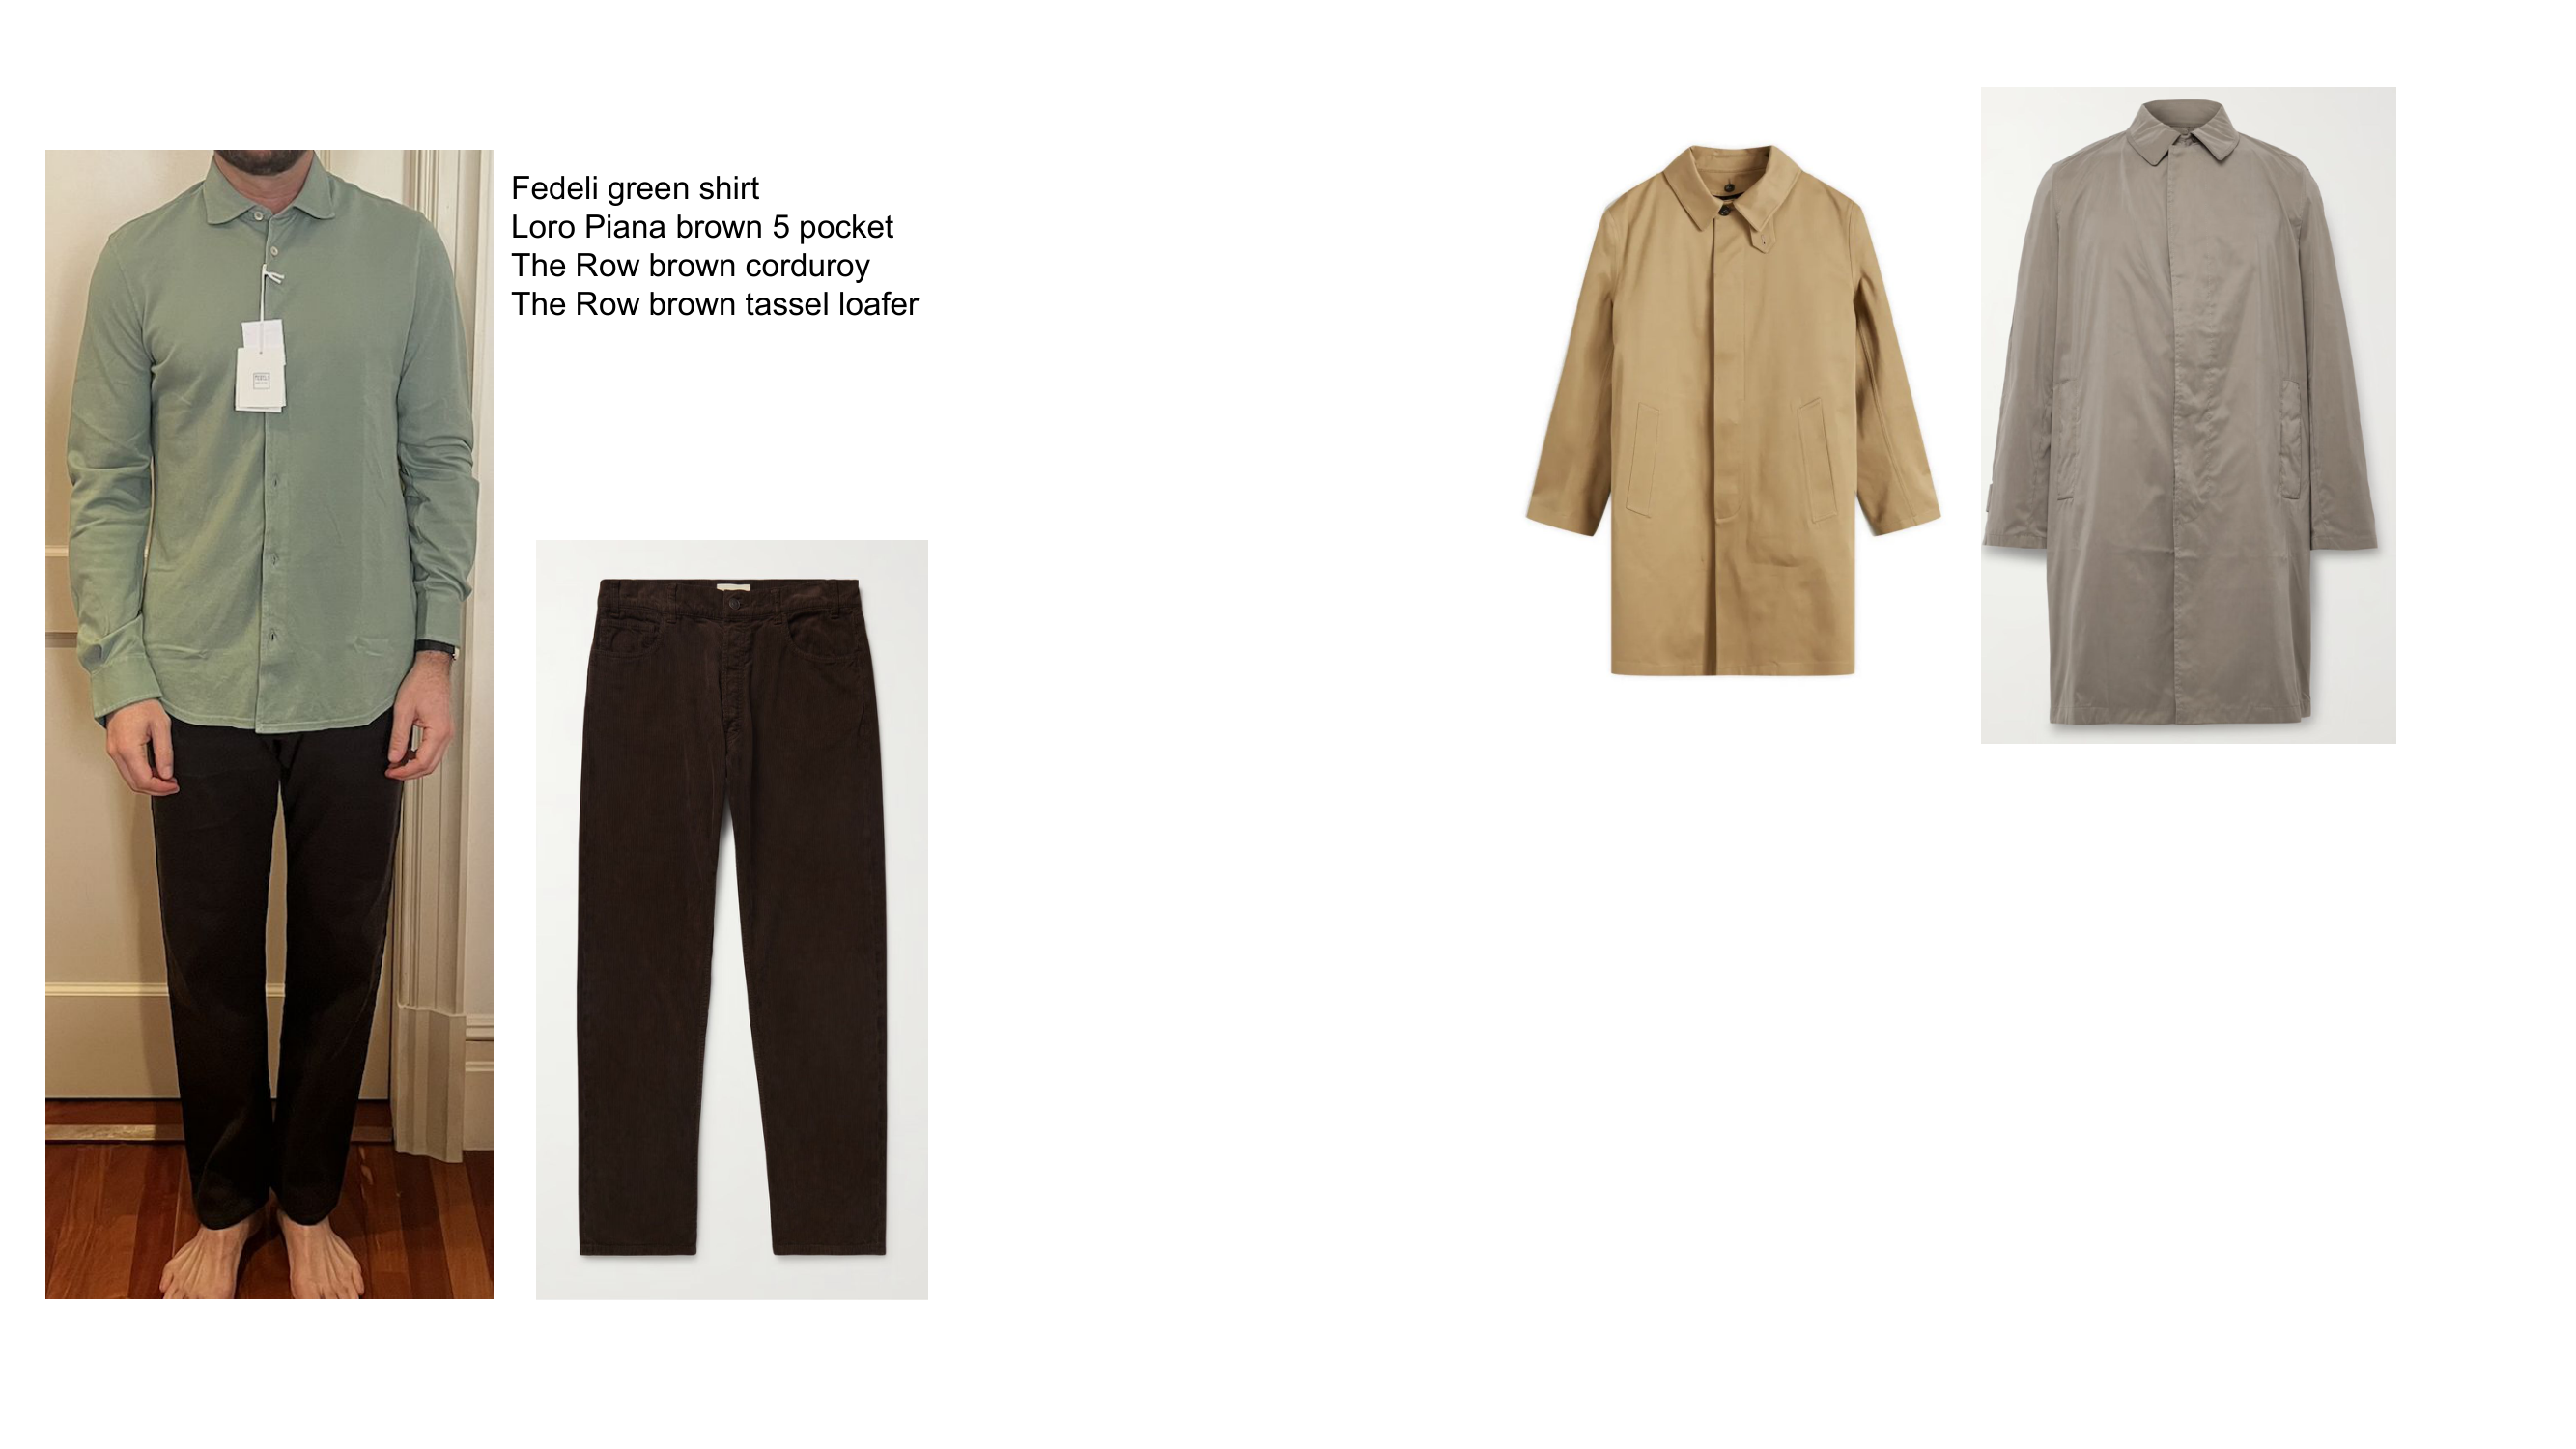 Fedeli green shirt
Loro Piana brown 5 pocket
The Row brown corduroy
The Row brown tassel loafer